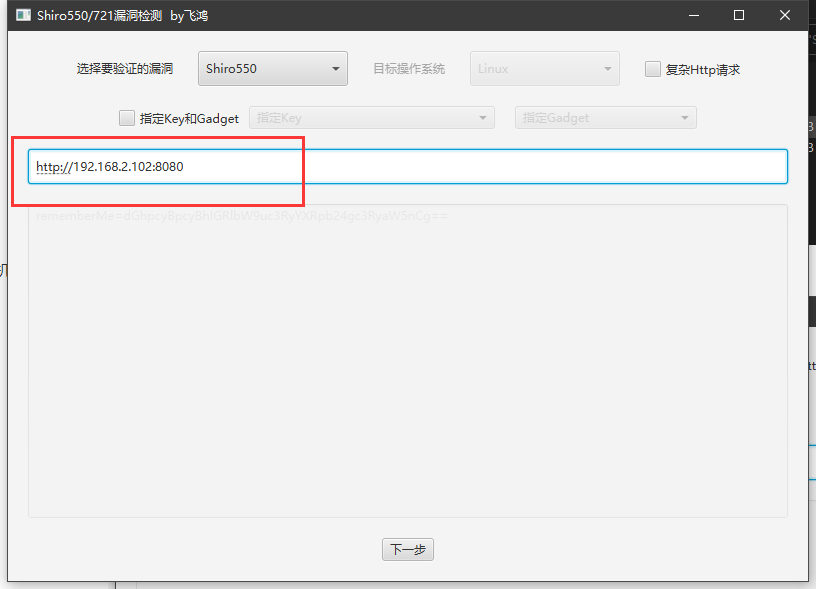 Shiro550/721漏洞检测 by飞鸿
选择要验证的漏洞 Shiro550 目标操作系统 Linux 复杂Http请求
指定Key和Gadget 指定Key 指定Gadget
http://192.168.2.102:8080
下一步